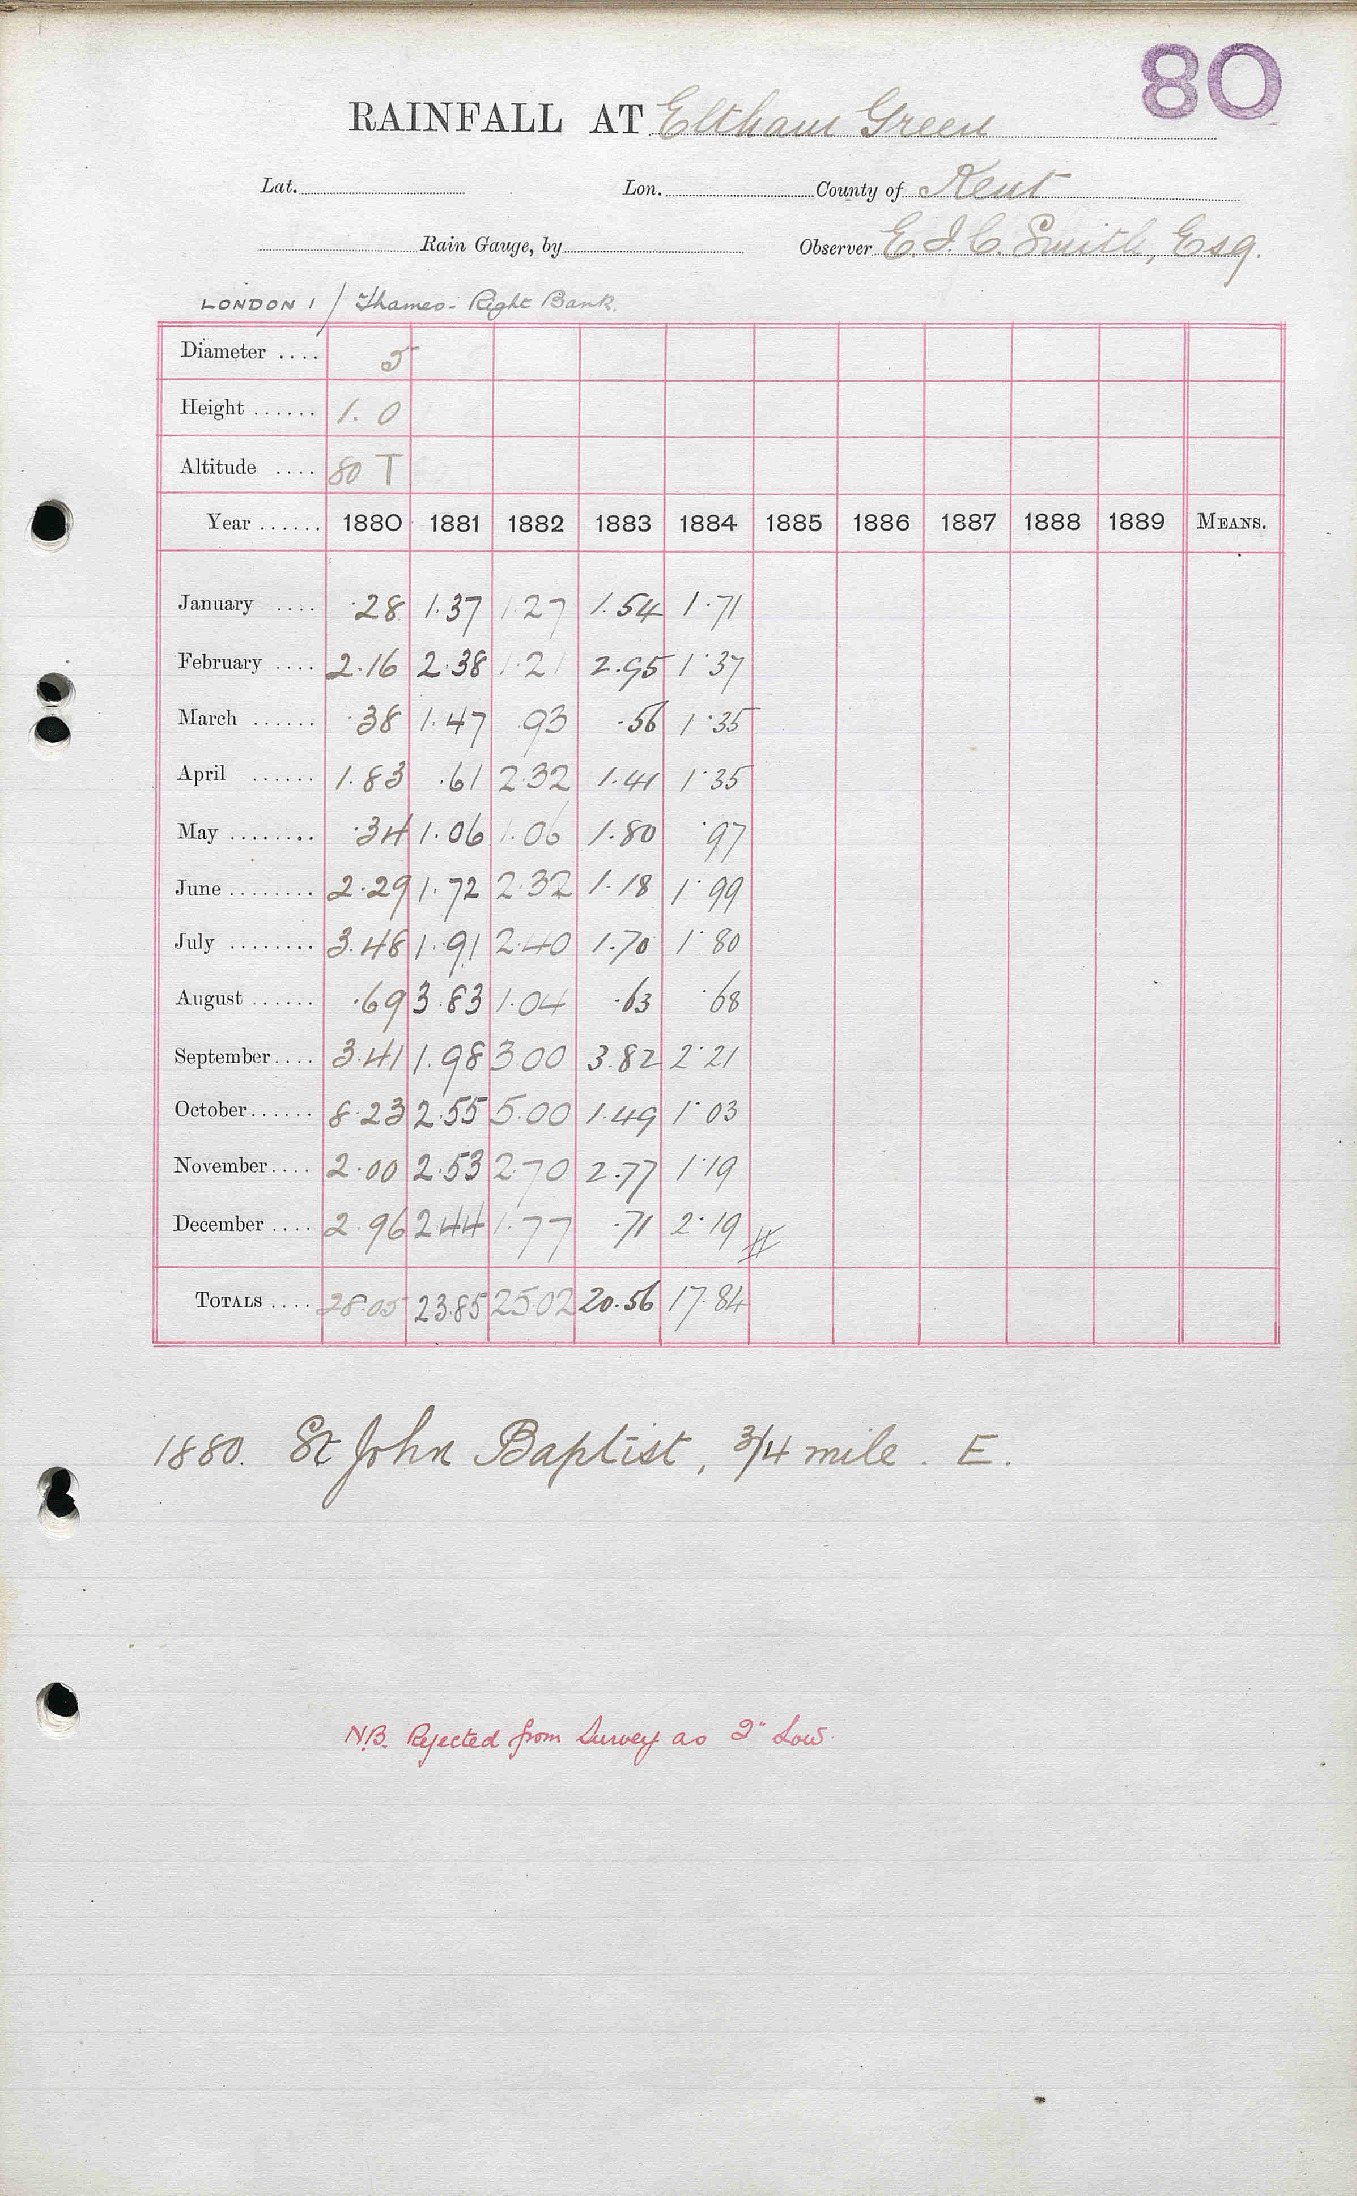 80
RAINFALL AT Eltham Green
Lat. Lon. County of Kent
Rain Gauge, by Observer E. J. C. Smith, Esq.
LONDON 1 / Thames - Right Bank.
Diameter .... 5
Height ...... 1. 0
Altitude .... 80 T
Year ...... 1880 1881 1882 1883 1884 1885 1886 1887 1888 1889 MEANS.
January .... .28 1.37 1.27 1.54 1.71
February .... 2.16 2.38 1.21 2.95 1.37
March ...... .38 1.47 .93 .56 1.35
April ...... 1.83 .61 2.32 1.41 1.35
May ........ .34 1.06 1.06 1.80 .97
June ........ 2.29 1.72 2.32 1.18 1.99
July ........ 3.48 1.91 2.40 1.70 1.80
August ...... .69 3.83 1.04 .63 .68
September.... 3.41 1.98 3.00 3.82 2.21
October...... 8.23 2.55 5.00 1.49 1.03
November.... 2.00 2.53 2.70 2.77 1.19
December .... 2.96 2.44 1.77 .71 2.19 #
TOTALS .... 28.05 23.85 25.02 20.56 17.84
1880. St John Baptist, 3/4 mile. E.
N.B. Rejected from Survey as 2" Low.